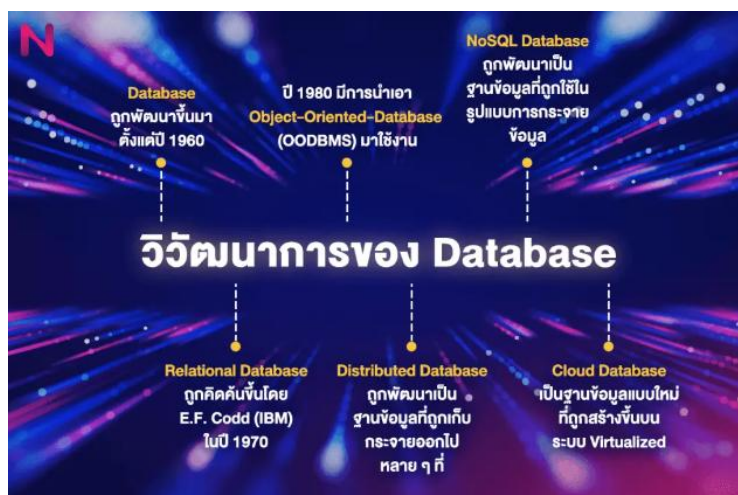 N
Database
ถูกพัฒนาขึ้นมา
ตั้งแต่ปี 1960
ปี 1980 มีการนำเอา
Object-Oriented-Database
(OODBMS) มาใช้งาน
NoSQL Database
ถูกพัฒนาเป็น
ฐานข้อมูลที่ถูกใช้ใน
รูปแบบการกระจาย
ข้อมูล
วิวัฒนาการของ Database
Relational Database
ถูกคิดค้นขึ้นโดย
E.F. Codd (IBM)
ในปี 1970
Distributed Database
ถูกพัฒนาเป็น
ฐานข้อมูลที่ถูกเก็บ
กระจายออกไป
หลาย ๆ ที่
Cloud Database
เป็นฐานข้อมูลแบบใหม่
ที่ถูกสร้างขึ้นบน
ระบบ Virtualized